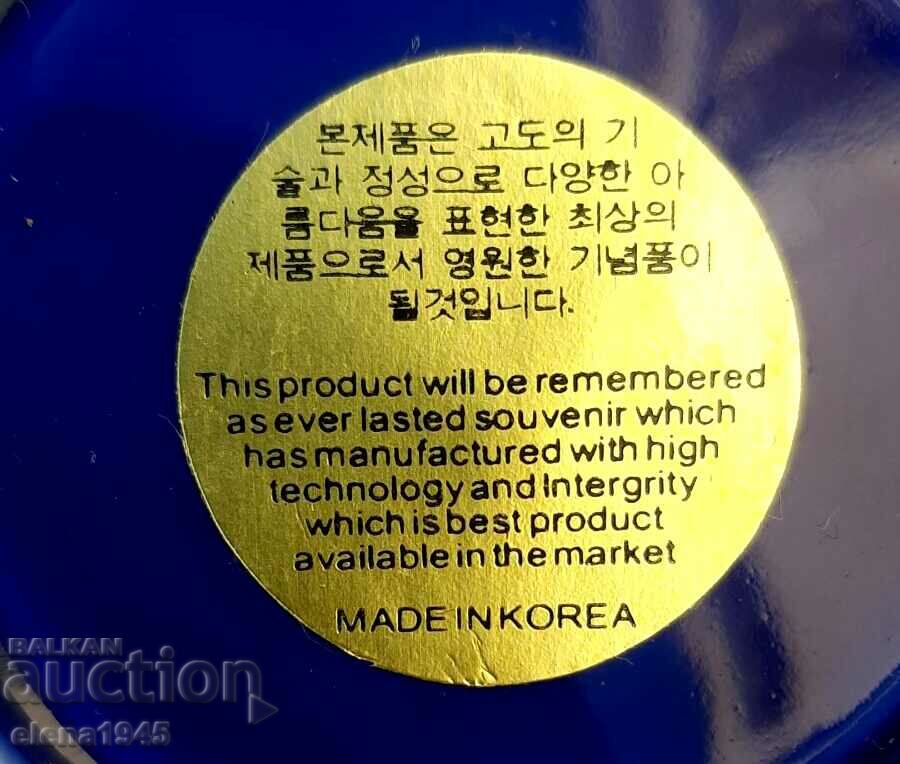 본제품은 고도의 기
술과 정성으로 다양한 아
름다움을 표현한 최상의
제품으로서 영원한 기념품이
될것입니다.
This product will be remembered
as ever lasted souvenir which
has manufactured with high
technology and Intergrity
which is best product
available in the market
MADE IN KOREA
BALKAN
auction
elena1945